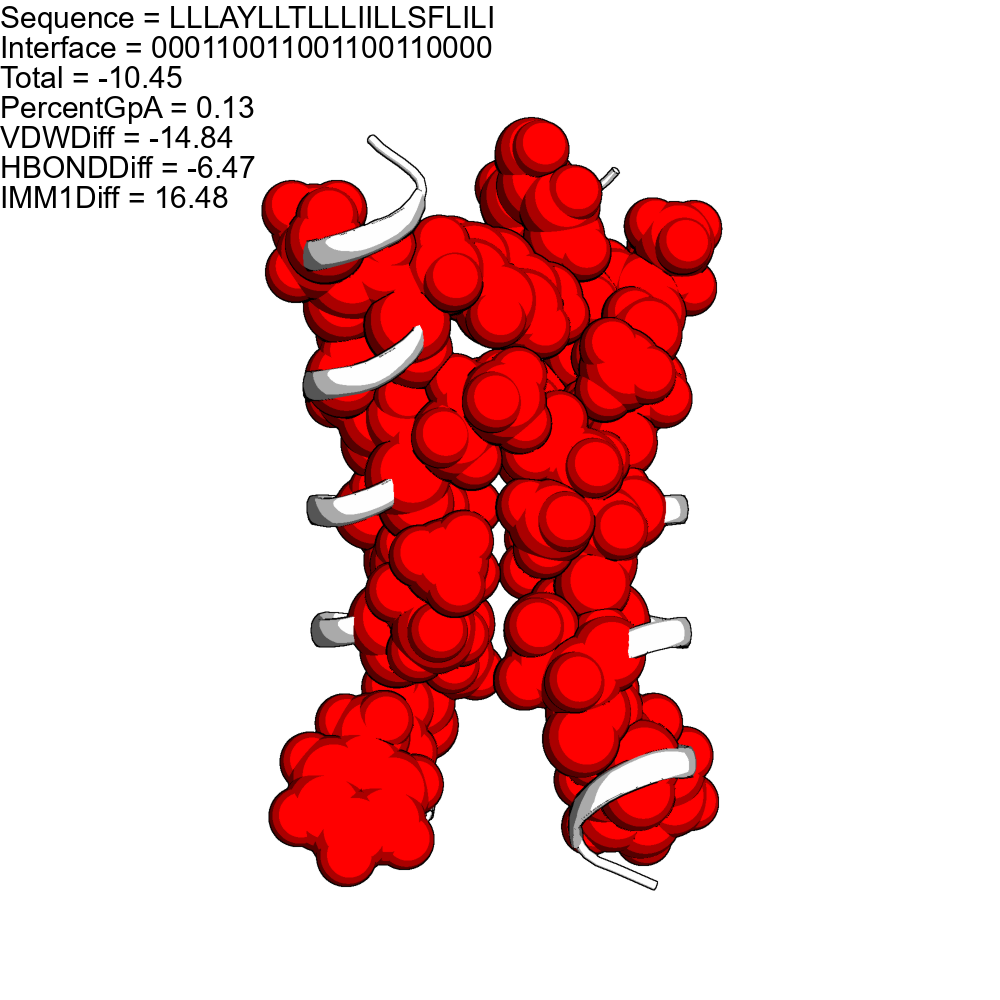 Sequence = LLLAYLLTLLLIILLSFLILI
Interface = 000110011001100110000
Total = -10.45
PercentGpA = 0.13
VDWDiff = -14.84
HBONDDiff = -6.47
IMM1Diff = 16.48